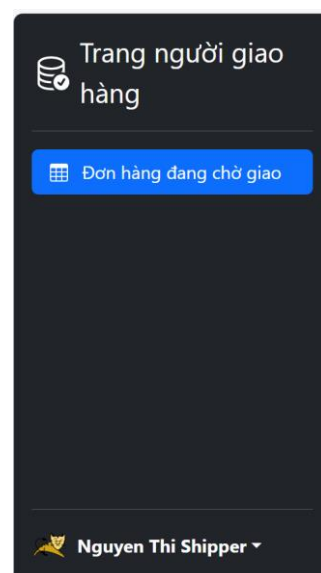 Trang người giao
hàng
Đơn hàng đang chờ giao
Nguyen Thi Shipper